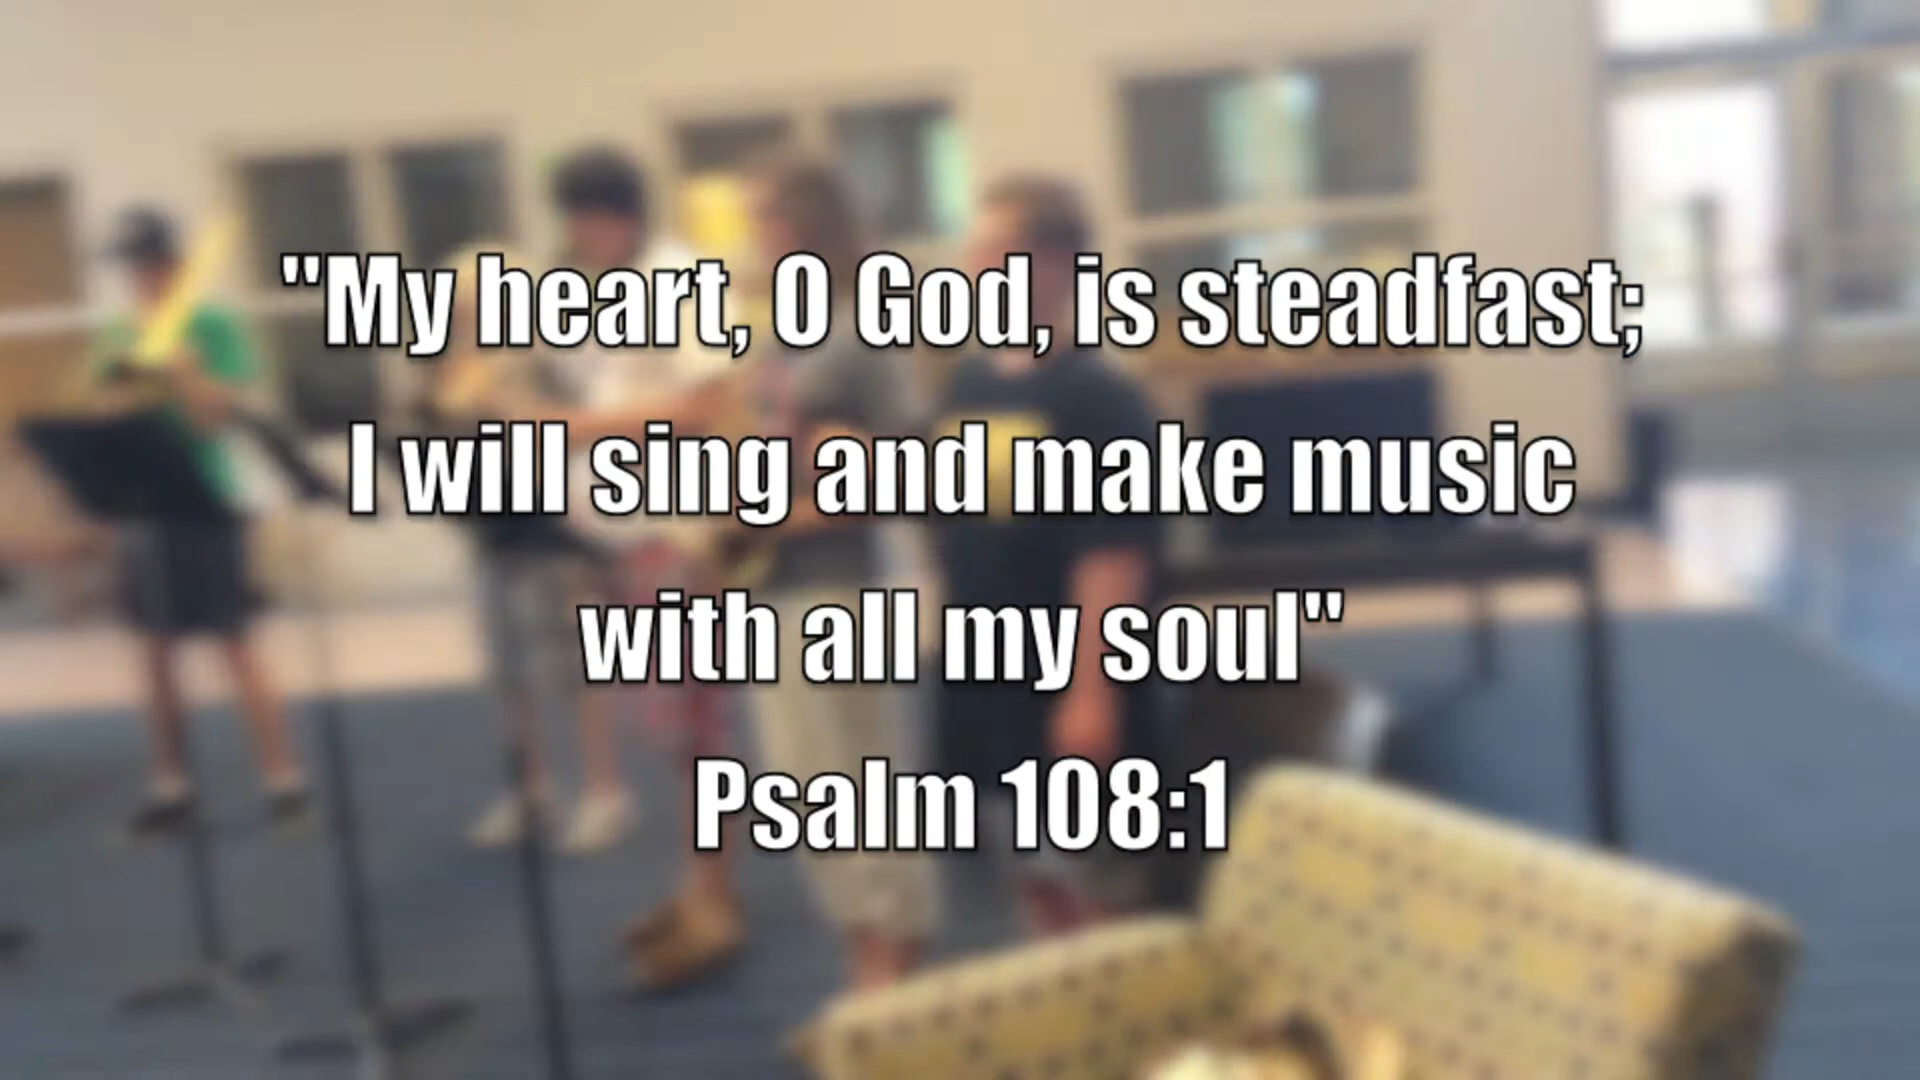 "My heart, O God, is steadfast;
I will sing and make music
with all my soul"
Psalm 108:1